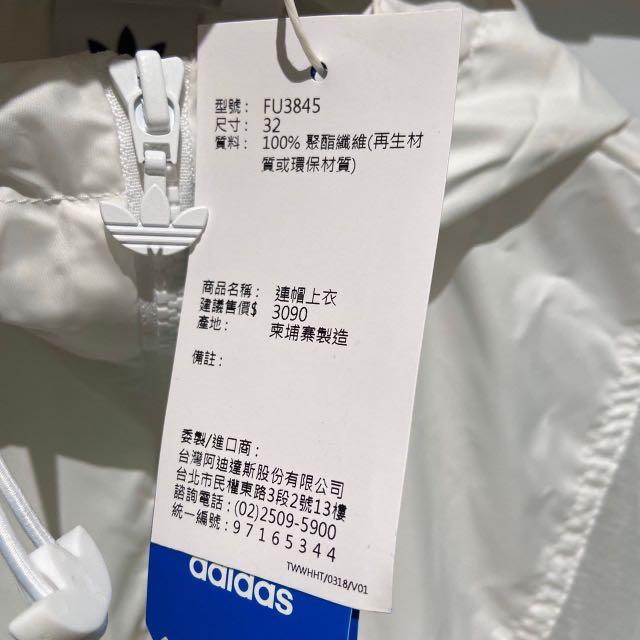 型號： FU3845
尺寸： 32
質料： 100% 聚酯纖維(再生材
質或環保材質)
商品名稱： 連帽上衣
建議售價$ 3090
產地： 柬埔寨製造
備註：
委製/進口商：
台灣阿迪達斯股份有限公司
台北市民權東路3段2號13樓
諮詢電話：(02)2509-5900
統一編號：97165344
TWWHHT/0318/V01
adidas